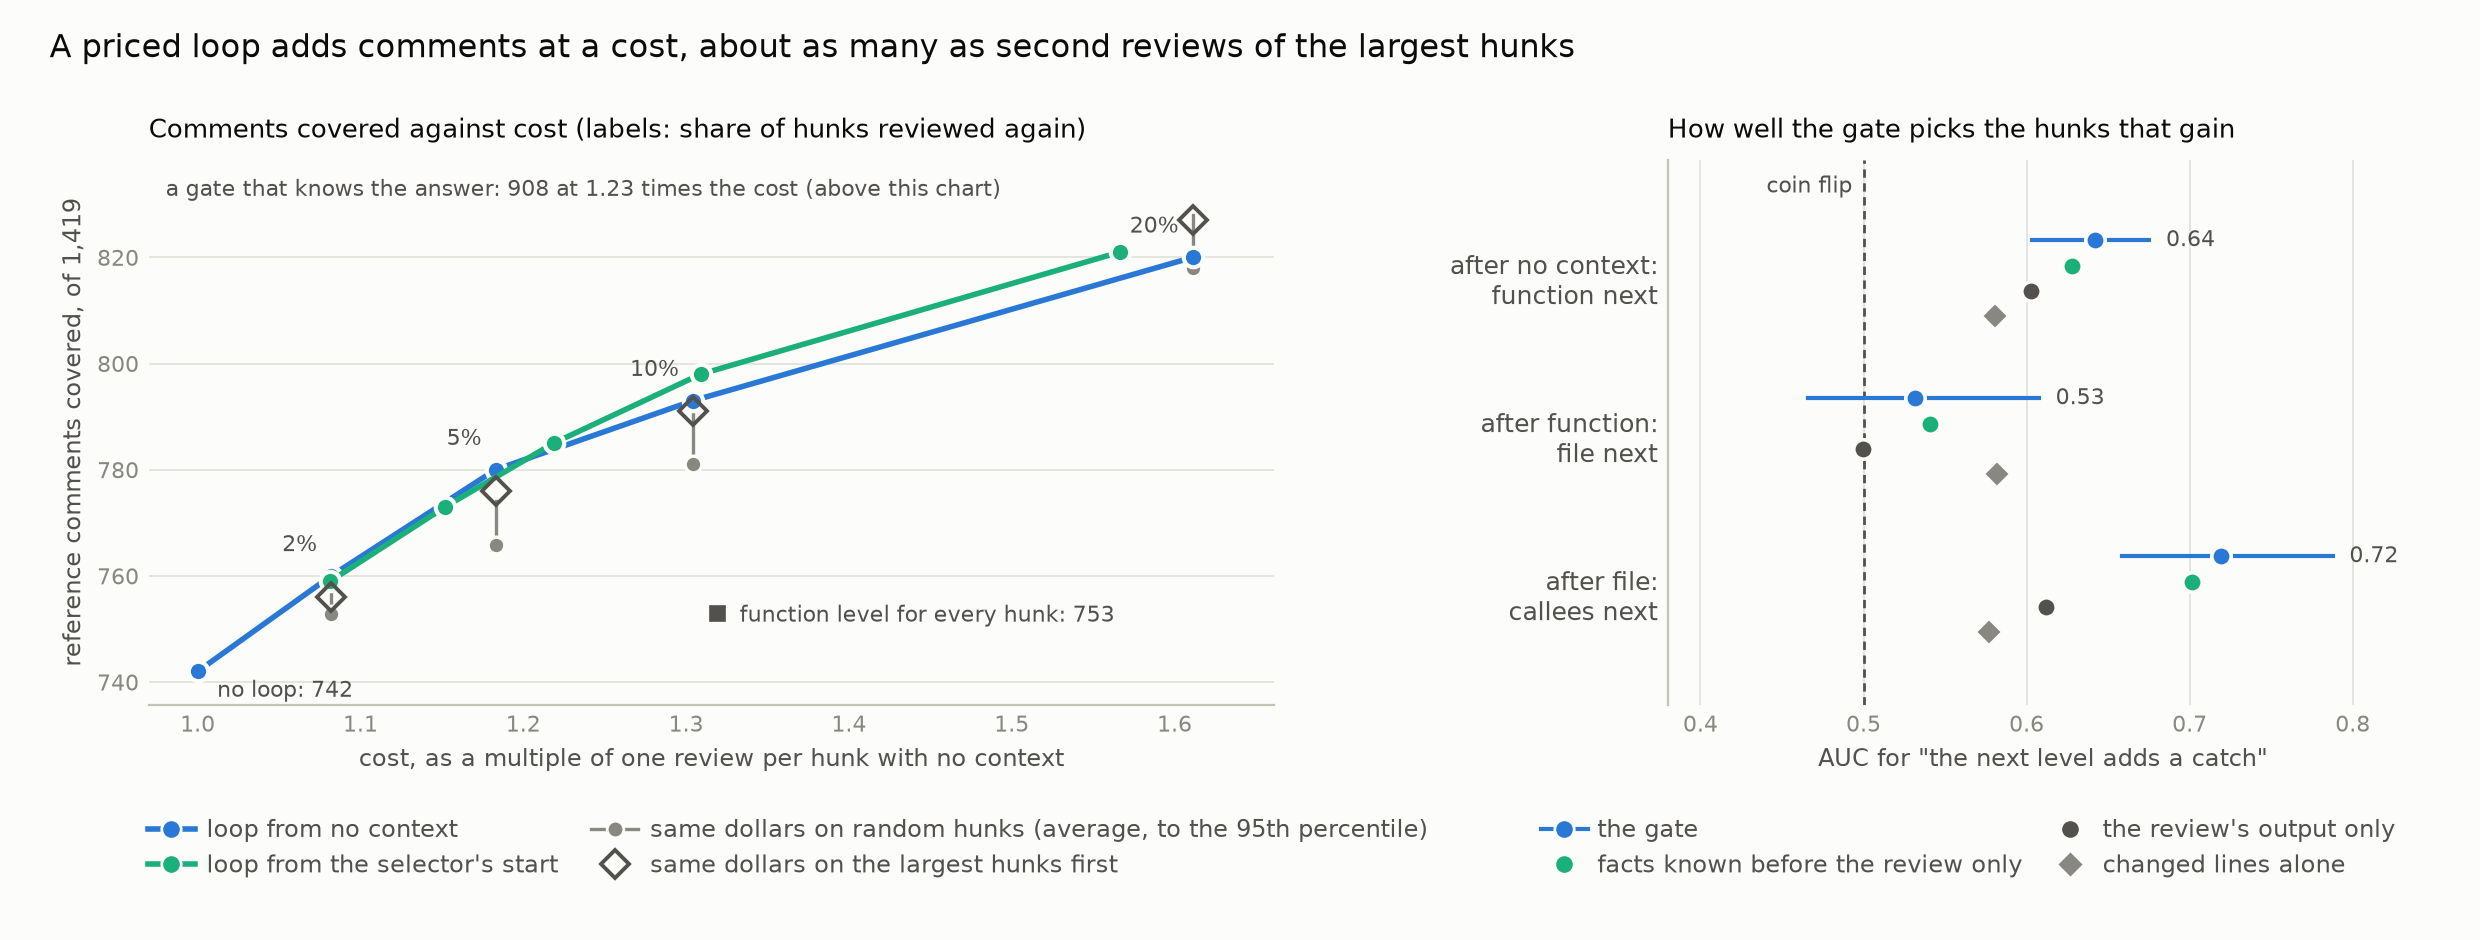 A priced loop adds comments at a cost, about as many as second reviews of the largest hunks
Comments covered against cost (labels: share of hunks reviewed again)
a gate that knows the answer: 908 at 1.23 times the cost (above this chart)
reference comments covered, of 1,419
820
800
780
760
740
20%
10%
5%
2%
function level for every hunk: 753
no loop: 742
1.0
1.1
1.2
1.3
1.4
1.5
1.6
cost, as a multiple of one review per hunk with no context
loop from no context
loop from the selector's start
same dollars on random hunks (average, to the 95th percentile)
same dollars on the largest hunks first
How well the gate picks the hunks that gain
coin flip
after no context:
function next
0.64
after function:
file next
0.53
after file:
callees next
0.72
0.4
0.5
0.6
0.7
0.8
AUC for "the next level adds a catch"
the gate
facts known before the review only
the review's output only
changed lines alone